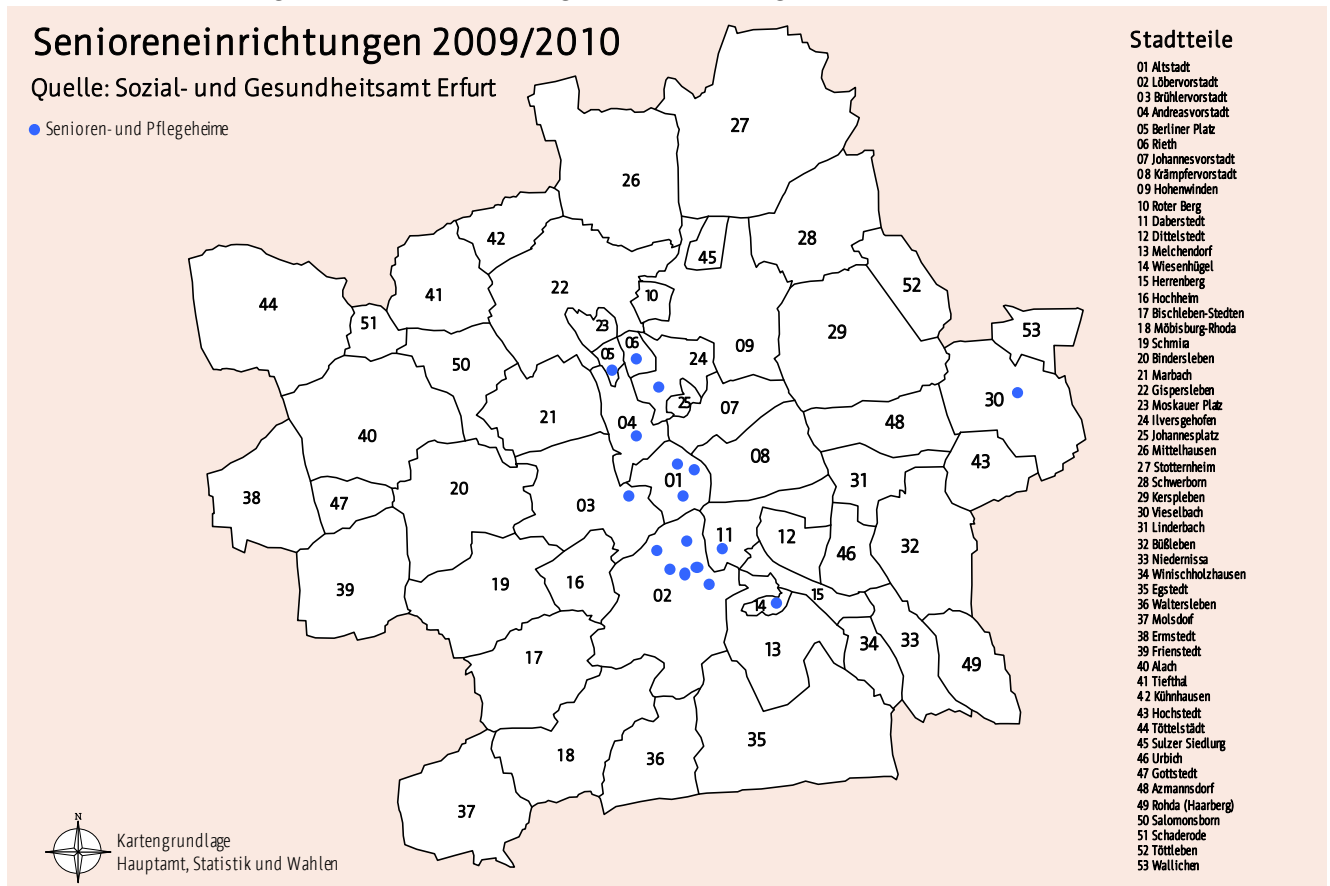 Senioreneinrichtungen 2009/2010
Quelle: Sozial- und Gesundheitsamt Erfurt
Senioren- und Pflegeheime
Stadtteile
01 Altstadt
02 Löbervorstadt
03 Brühlervorstadt
04 Andreasvorstadt
05 Berliner Platz
06 Rieth
07 Johannesvorstadt
08 Krämpfervorstadt
09 Hohenwinden
10 Roter Berg
11 Daberstedt
12 Dittelstedt
13 Melchendorf
14 Wiesenhügel
15 Herrenberg
16 Hochheim
17 Bischleben-Stedten
18 Möbisburg-Rhoda
19 Schmira
20 Bindersleben
21 Marbach
22 Gispersleben
23 Moskauer Platz
24 Ilversgehofen
25 Johannesplatz
26 Mittelhausen
27 Stotternheim
28 Schwerborn
29 Kerspleben
30 Vieselbach
31 Linderbach
32 Büßleben
33 Niedernissa
34 Winischholzhausen
35 Egstedt
36 Waltersleben
37 Molsdorf
38 Ermstedt
39 Frienstedt
40 Alach
41 Tiefthal
42 Kühnhausen
43 Hochstedt
44 Töttelstädt
45 Sulzer Siedlung
46 Urbich
47 Gottstedt
48 Azmannsdorf
49 Rohda (Haarberg)
50 Salomonsborn
51 Schaderode
52 Töttleben
53 Wallichen
27
26
42
28
45
52
44
41
22
10
51
23
53
29
06
09
05
24
50
30
25
07
21
04
48
40
08
43
01
31
20
38
47
03
11
12
32
46
16
19
39
02
15
14
34
33
13
17
49
35
18
36
37
N
Kartengrundlage
Hauptamt, Statistik und Wahlen